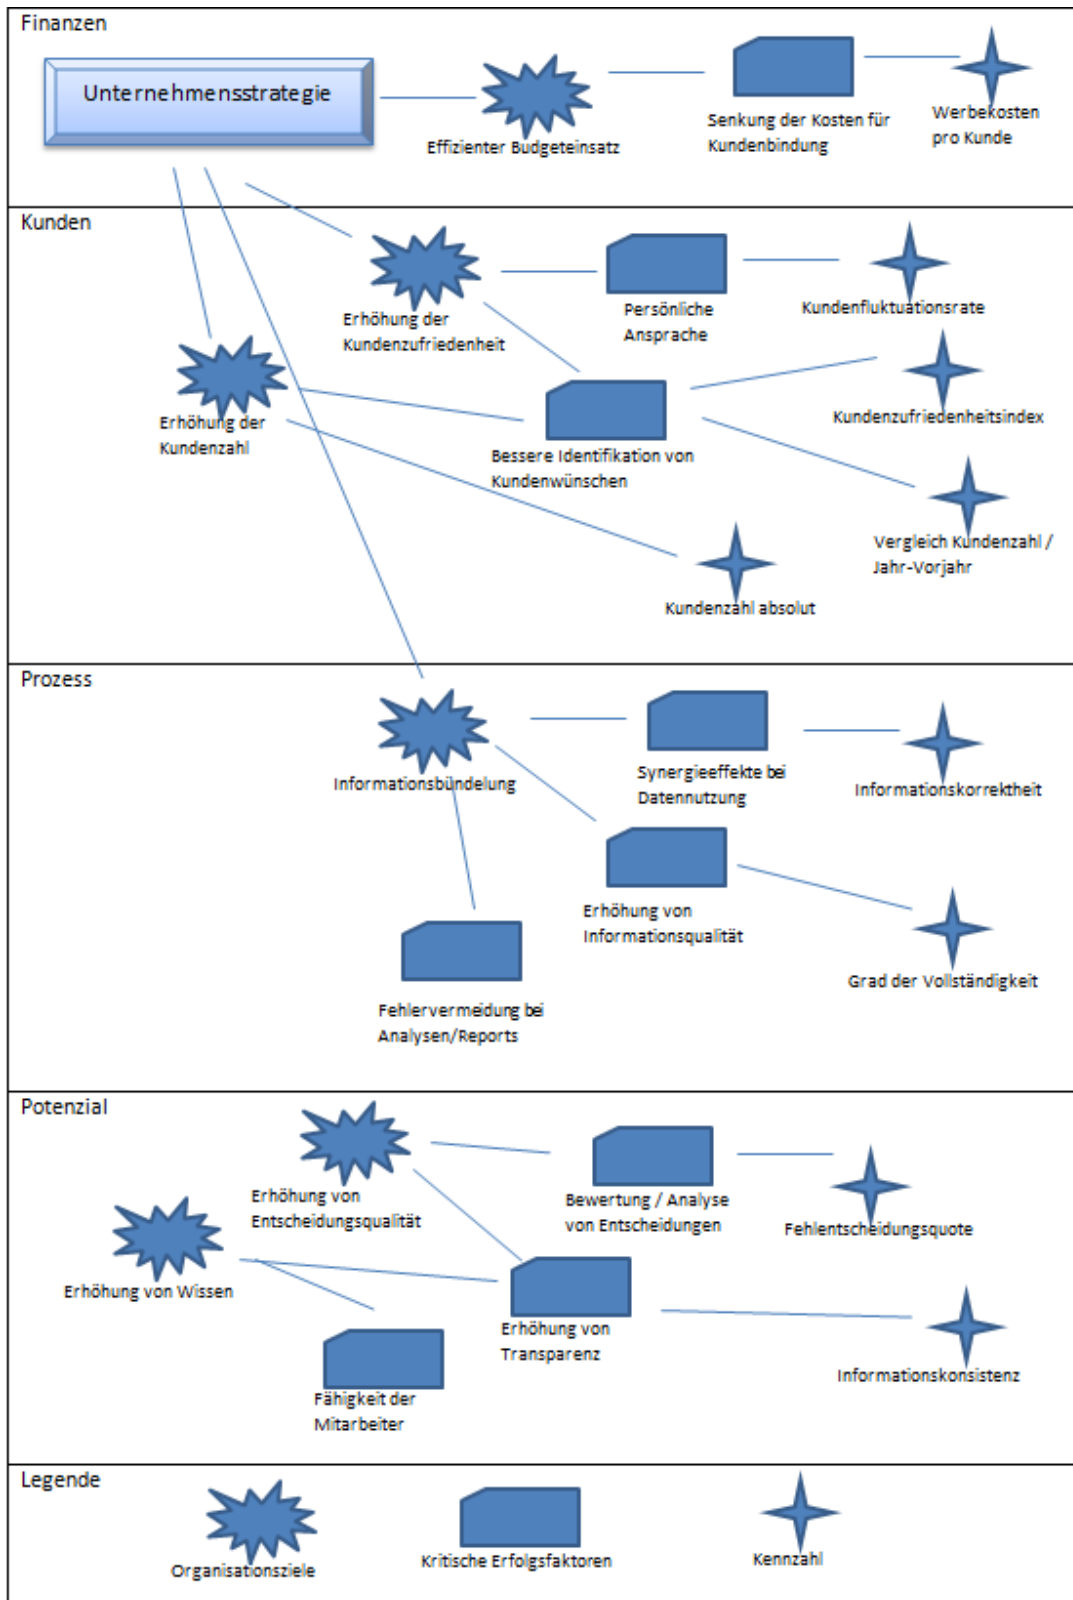 Finanzen
Unternehmensstrategie
Effizienter Budgeteinsatz
Senkung der Kosten für
Kundenbindung
Werbekosten
pro Kunde
Kunden
Erhöhung der
Kundenzufriedenheit
Persönliche
Ansprache
Kundenfluktuationsrate
Erhöhung der
Kundenzahl
Bessere Identifikation von
Kundenwünschen
Kundenzufriedenheitsindex
Vergleich Kundenzahl /
Jahr-Vorjahr
Kundenzahl absolut
Prozess
Informationsbündelung
Synergieeffekte bei
Datennutzung
Informationskorrektheit
Erhöhung von
Informationsqualität
Grad der Vollständigkeit
Fehlervermeidung bei
Analysen/Reports
Potenzial
Erhöhung von
Entscheidungsqualität
Bewertung / Analyse
von Entscheidungen
Fehlentscheidungsquote
Erhöhung von Wissen
Erhöhung von
Transparenz
Informationskonsistenz
Fähigkeit der
Mitarbeiter
Legende
Organisationsziele
Kritische Erfolgsfaktoren
Kennzahl